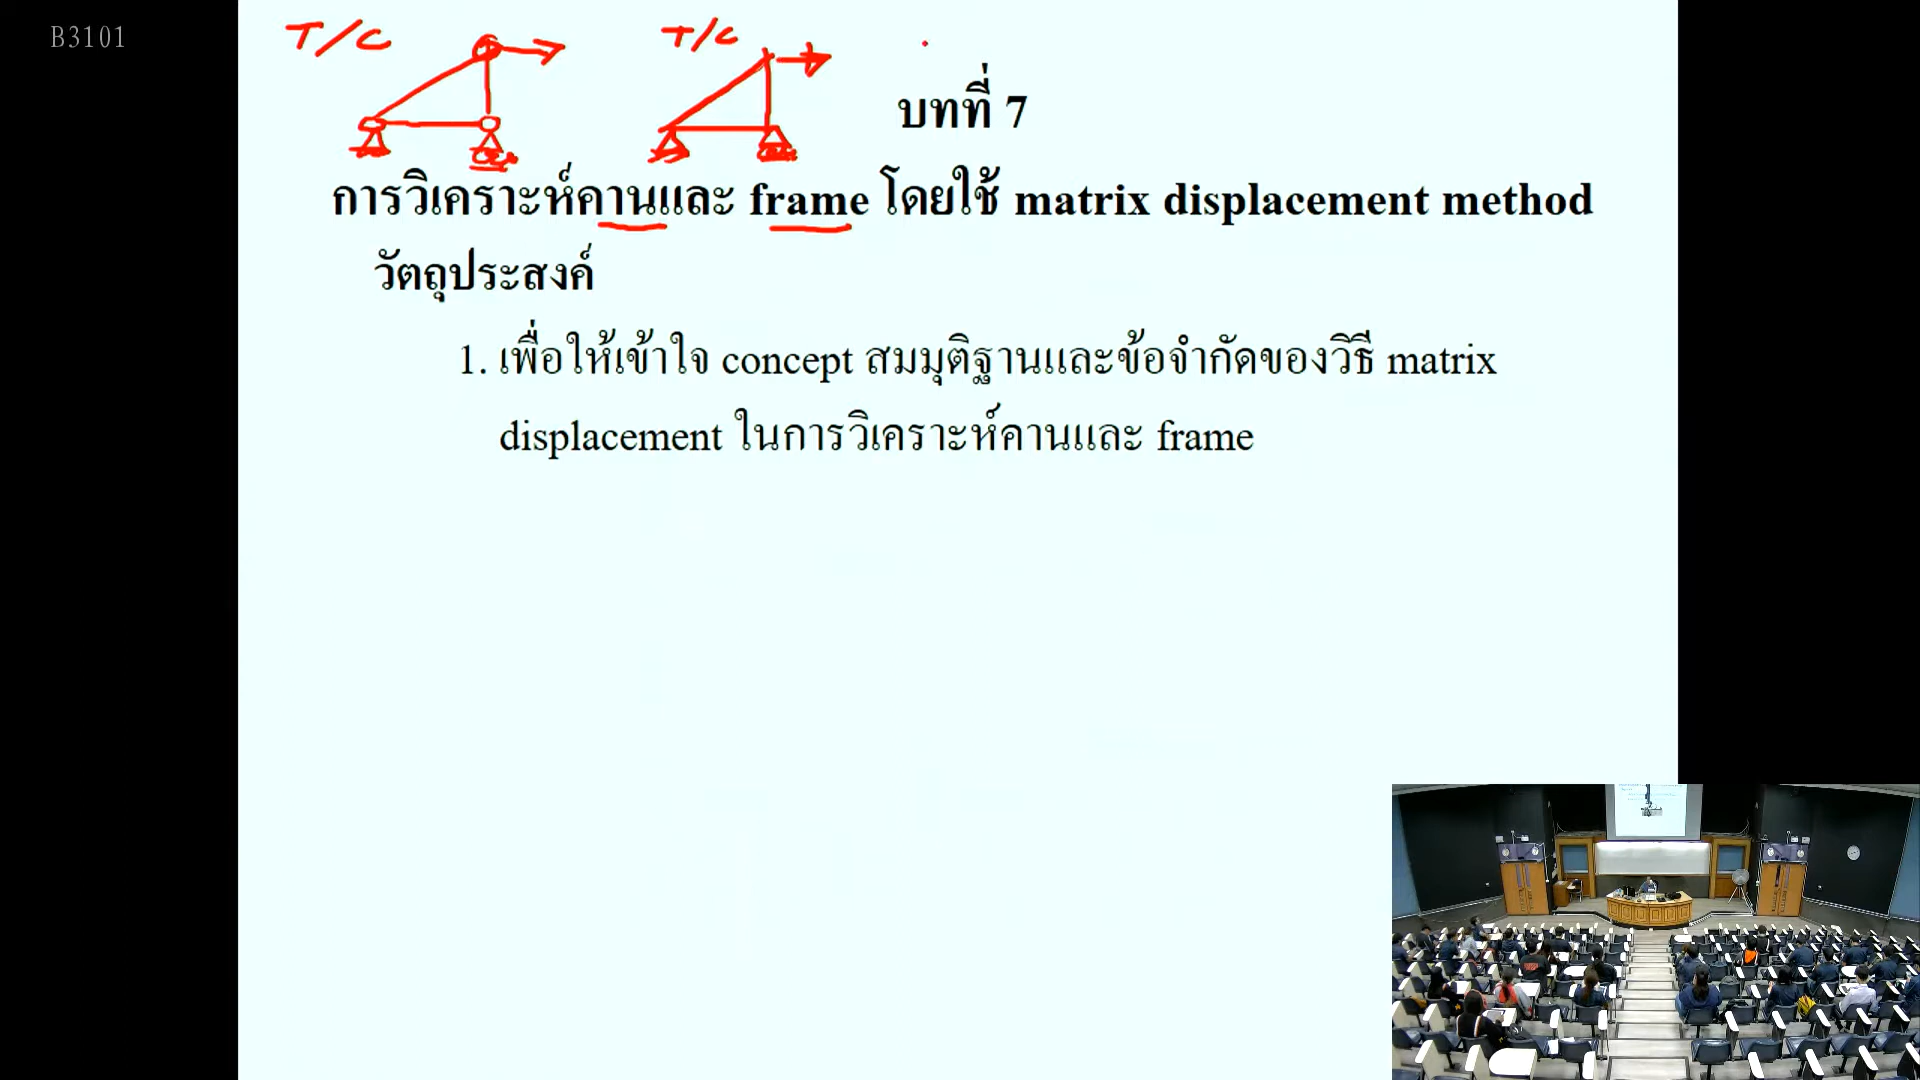 B3101
T/C
T/C
บทที่ 7
การวิเคราะห์คานและ frame โดยใช้ matrix displacement method
วัตถุประสงค์
1. เพื่อให้เข้าใจ concept สมมุติฐานและข้อจำกัดของวิธี matrix
displacement ในการวิเคราะห์คานและ frame